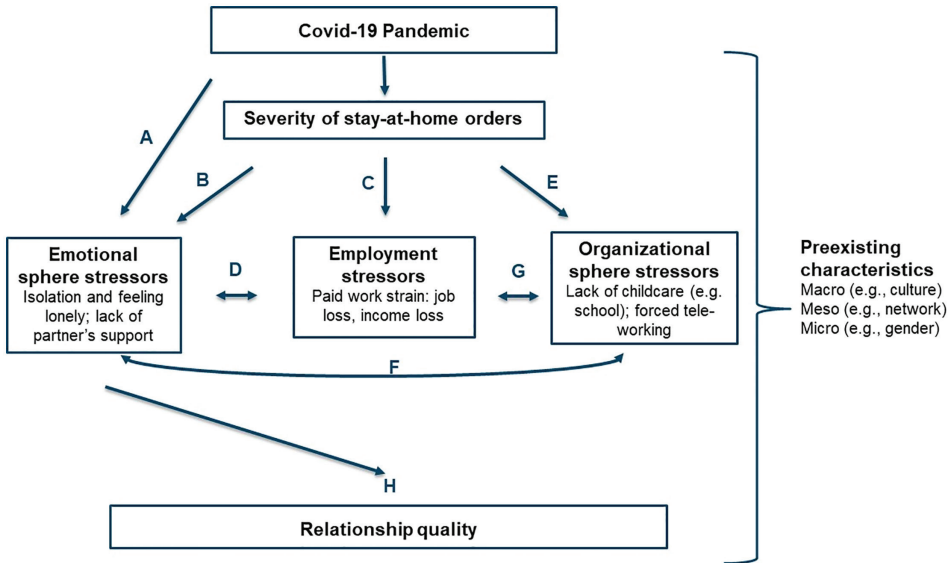 Covid-19 Pandemic
Severity of stay-at-home orders
A
B
C
E
Emotional
sphere stressors
Isolation and feeling
lonely; lack of
partner's support
D
Employment
stressors
Paid work strain: job
loss, income loss
G
Organizational
sphere stressors
Lack of childcare (e.g.
school); forced tele-
working
Preexisting
characteristics
Macro (e.g., culture)
Meso (e.g., network)
Micro (e.g., gender)
F
H
Relationship quality